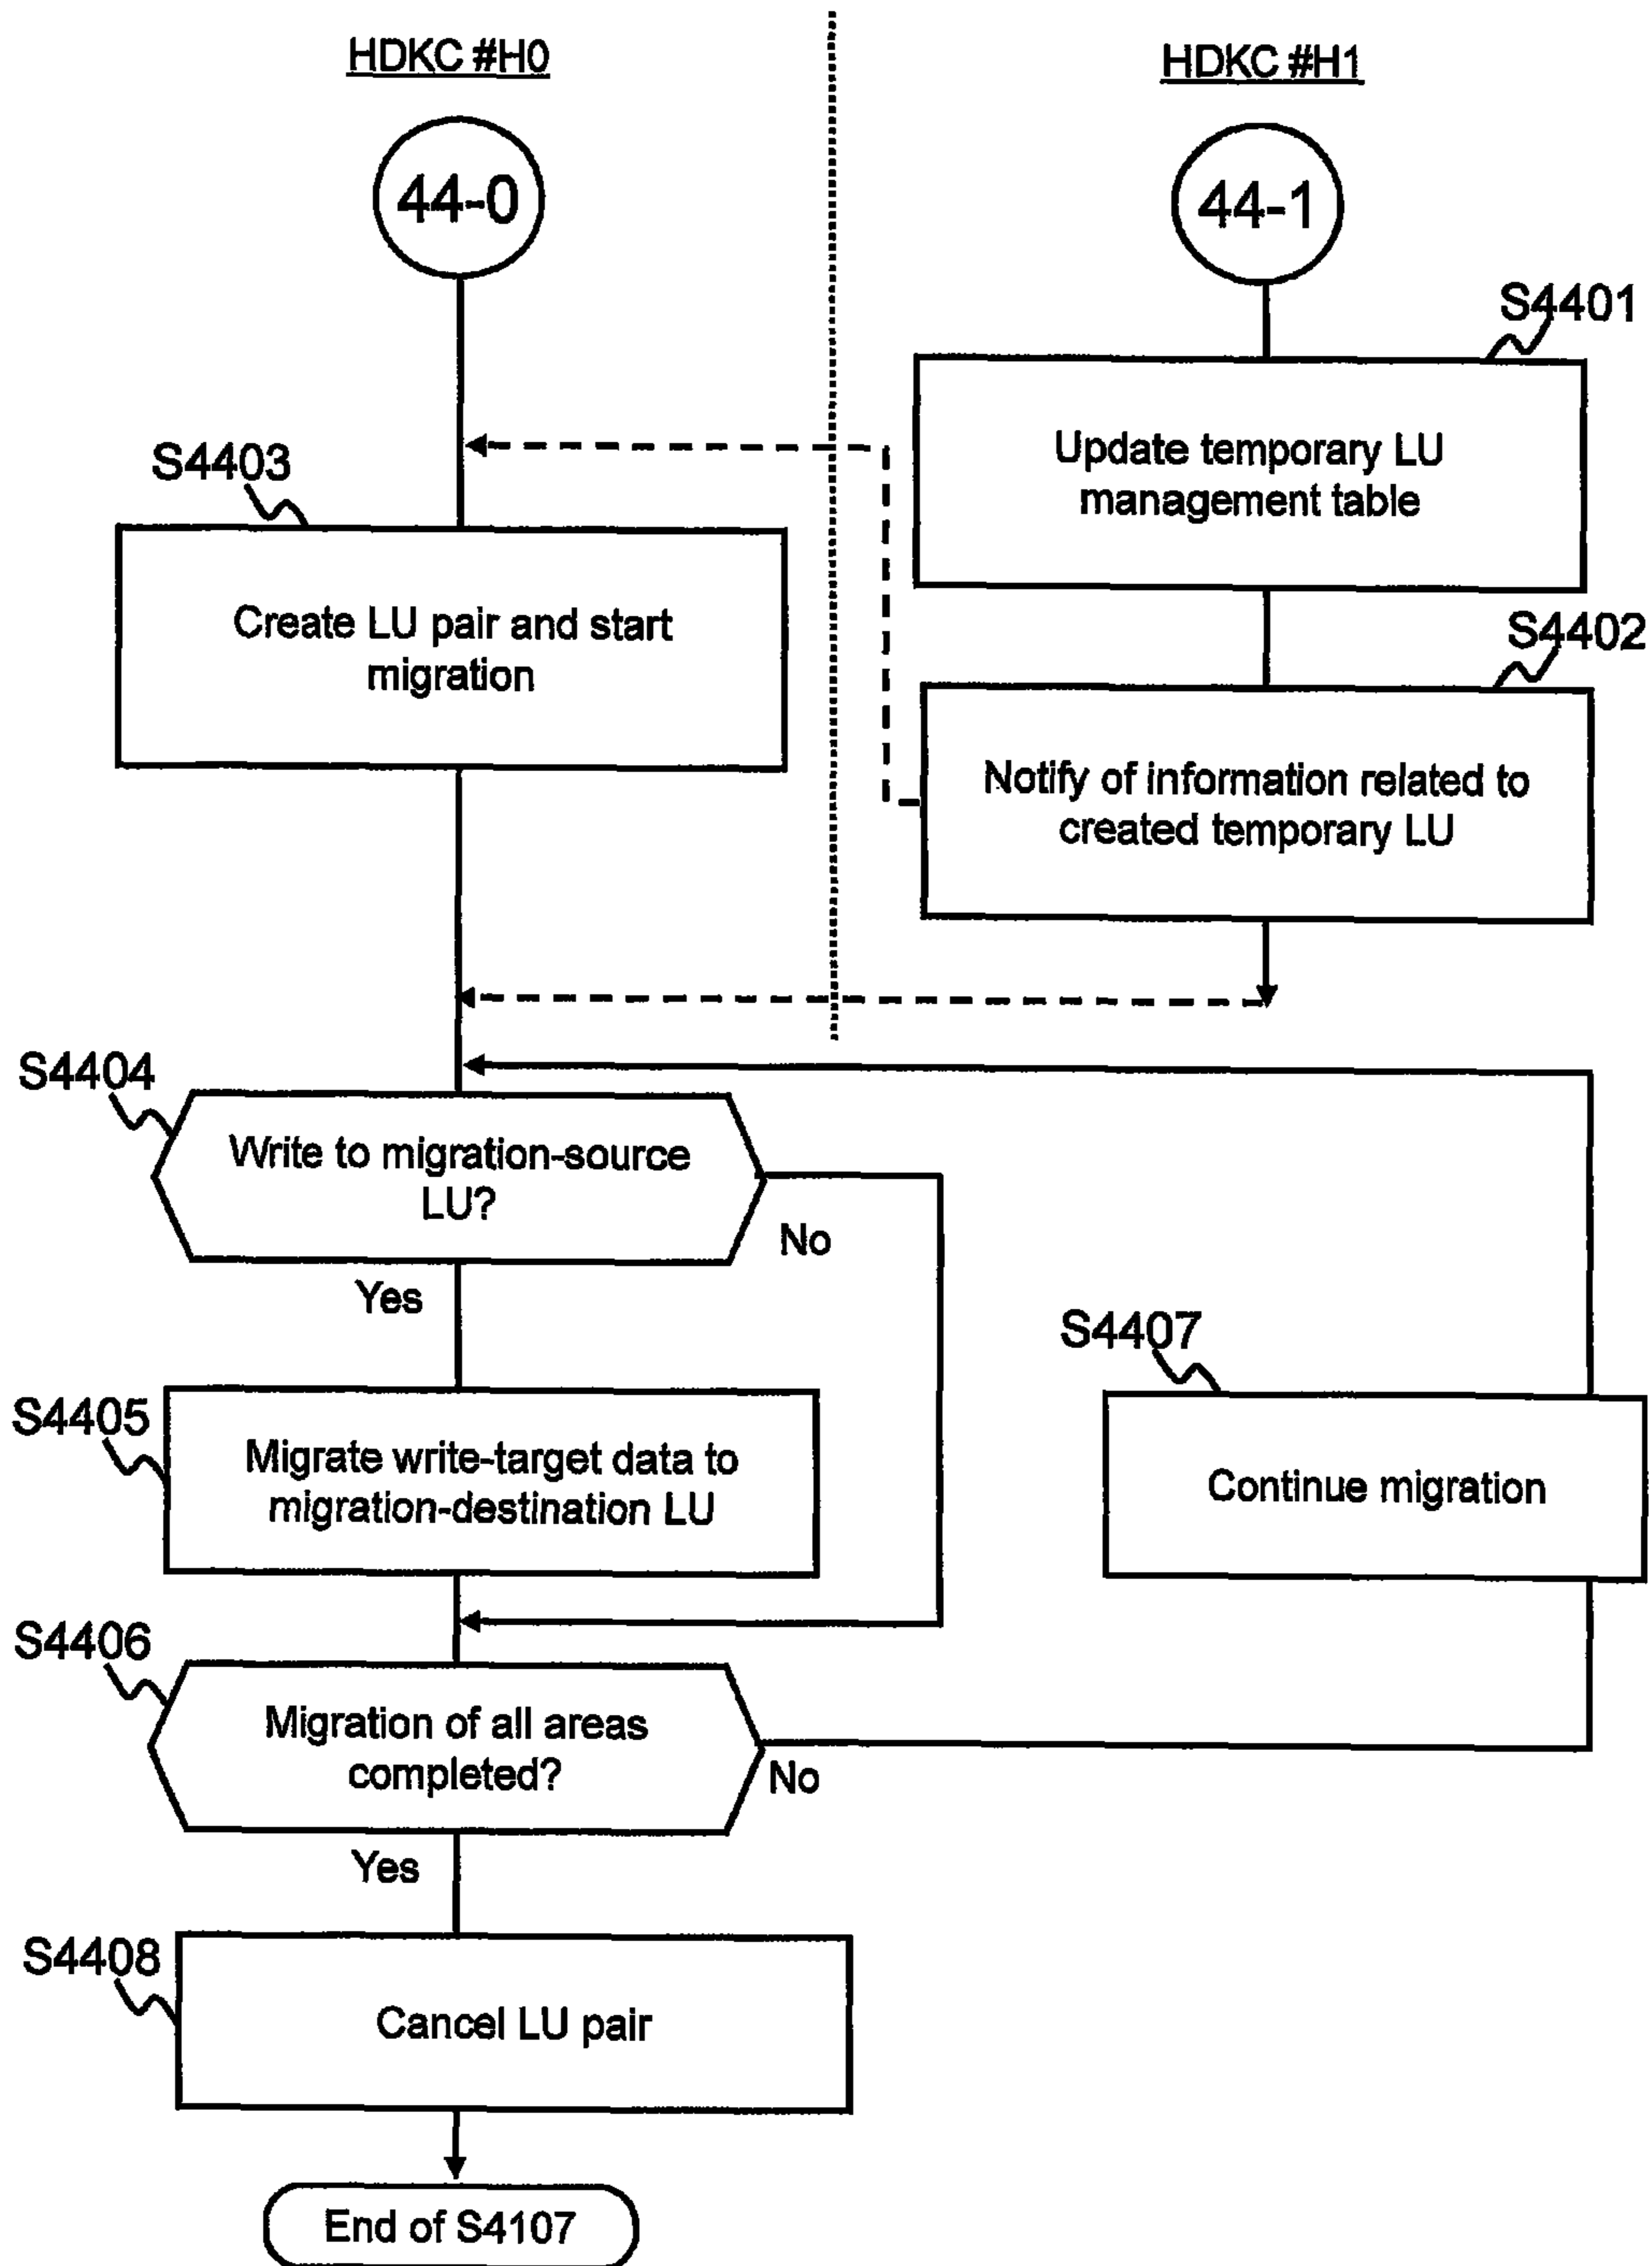 HDKC #H0
HDKC #H1
44-0
44-1
S4401
Update temporary LU
management table
S4403
Create LU pair and start
migration
S4402
Notify of information related to
created temporary LU
S4404
Write to migration-source
LU?
No
Yes
S4407
Continue migration
S4405
Migrate write-target data to
migration-destination LU
S4406
Migration of all areas
completed?
No
Yes
S4408
Cancel LU pair
End of S4107